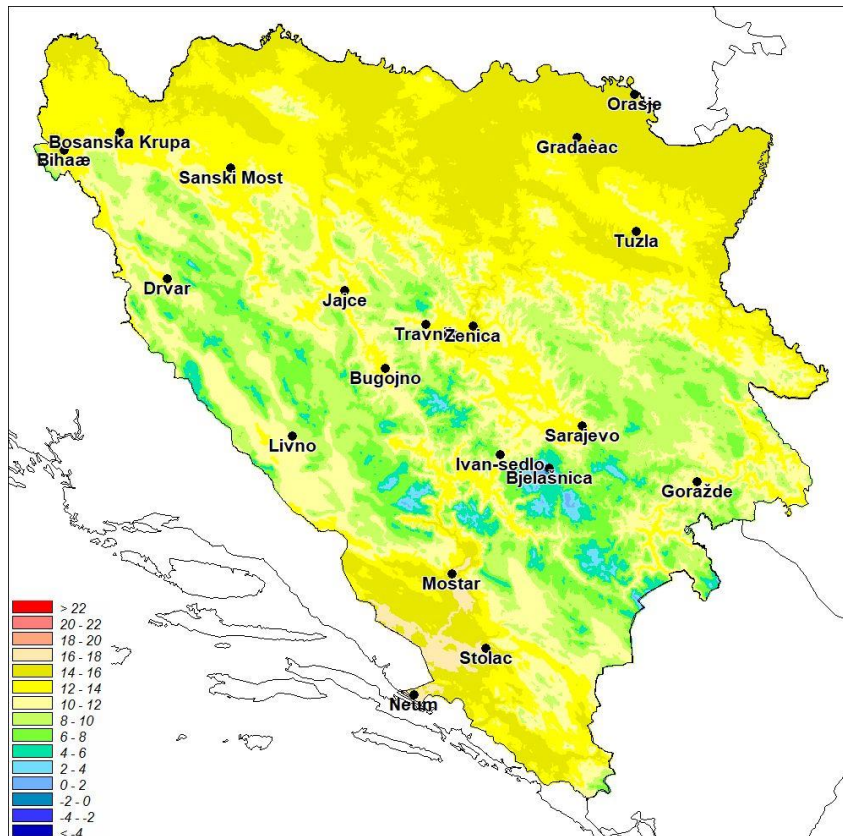 Orašje
Bosanska Krupa
Gradaèac
Bihaæ
Sanski Most
Tuzla
Drvar
Jajce
Travnik
Zenica
Bugojno
Sarajevo
Livno
Ivan-sedlo
Bjelašnica
Goražde
Mostar
Stolac
Neum
> 22
20 - 22
18 - 20
16 - 18
14 - 16
12 - 14
10 - 12
8 - 10
6 - 8
4 - 6
2 - 4
0 - 2
-2 - 0
-4 - -2
< -4